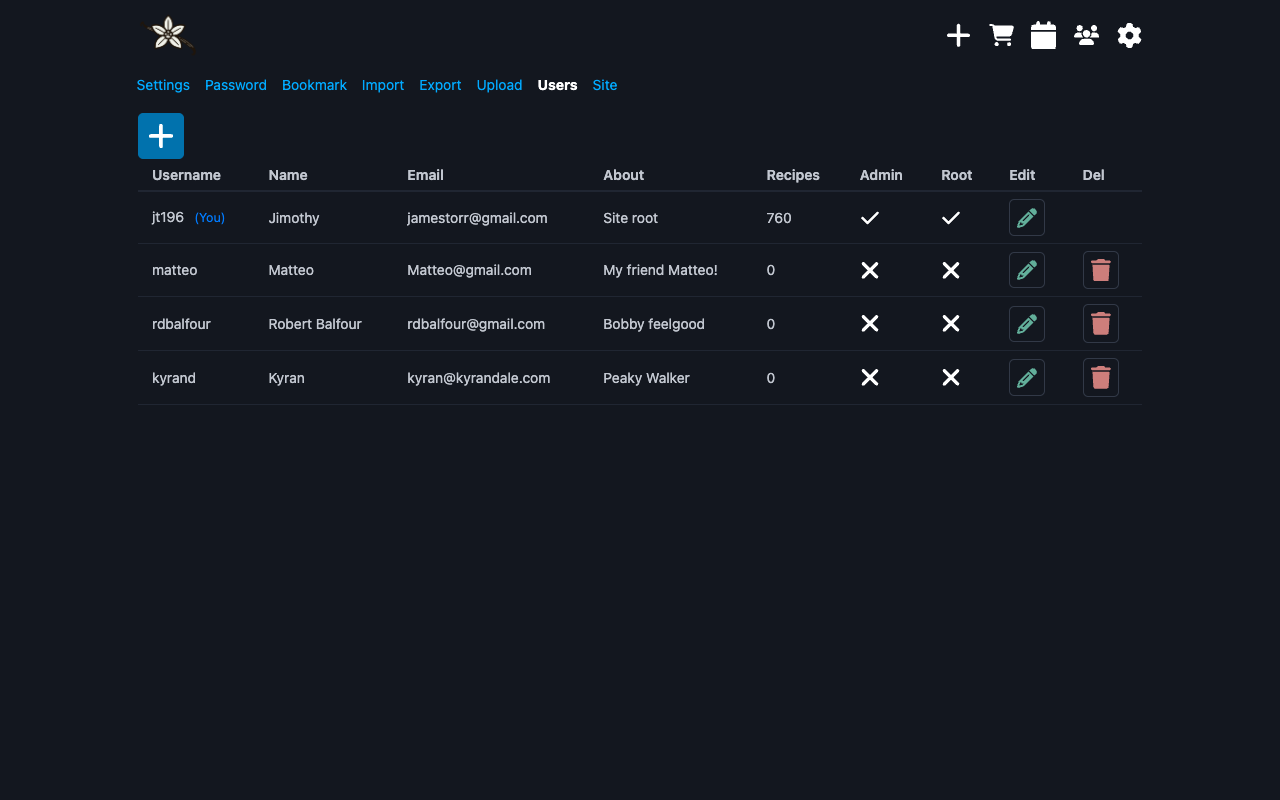 Settings Password Bookmark Import Export Upload Users Site
Username Name Email About Recipes Admin Root Edit Del
jt196 (You) Jimothy jamestorr@gmail.com Site root 760
matteo Matteo Matteo@gmail.com My friend Matteo! 0
rdbalfour Robert Balfour rdbalfour@gmail.com Bobby feelgood 0
kyrand Kyran kyran@kyrandale.com Peaky Walker 0